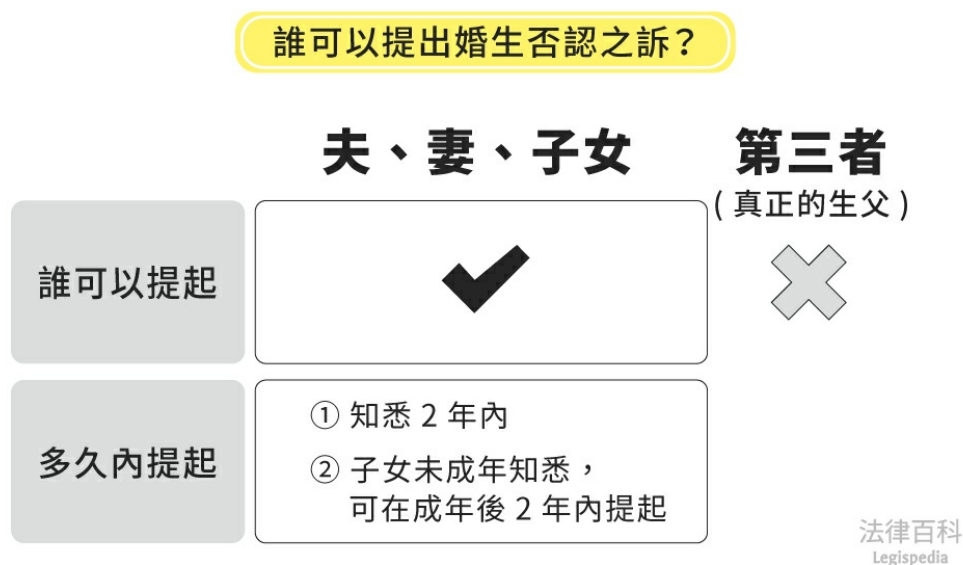 誰可以提出婚生否認之訴？
夫、妻、子女
第三者
(真正的生父)
誰可以提起
多久內提起
① 知悉 2 年內
② 子女未成年知悉，
可在成年後 2 年內提起
法律百科
Legispedia